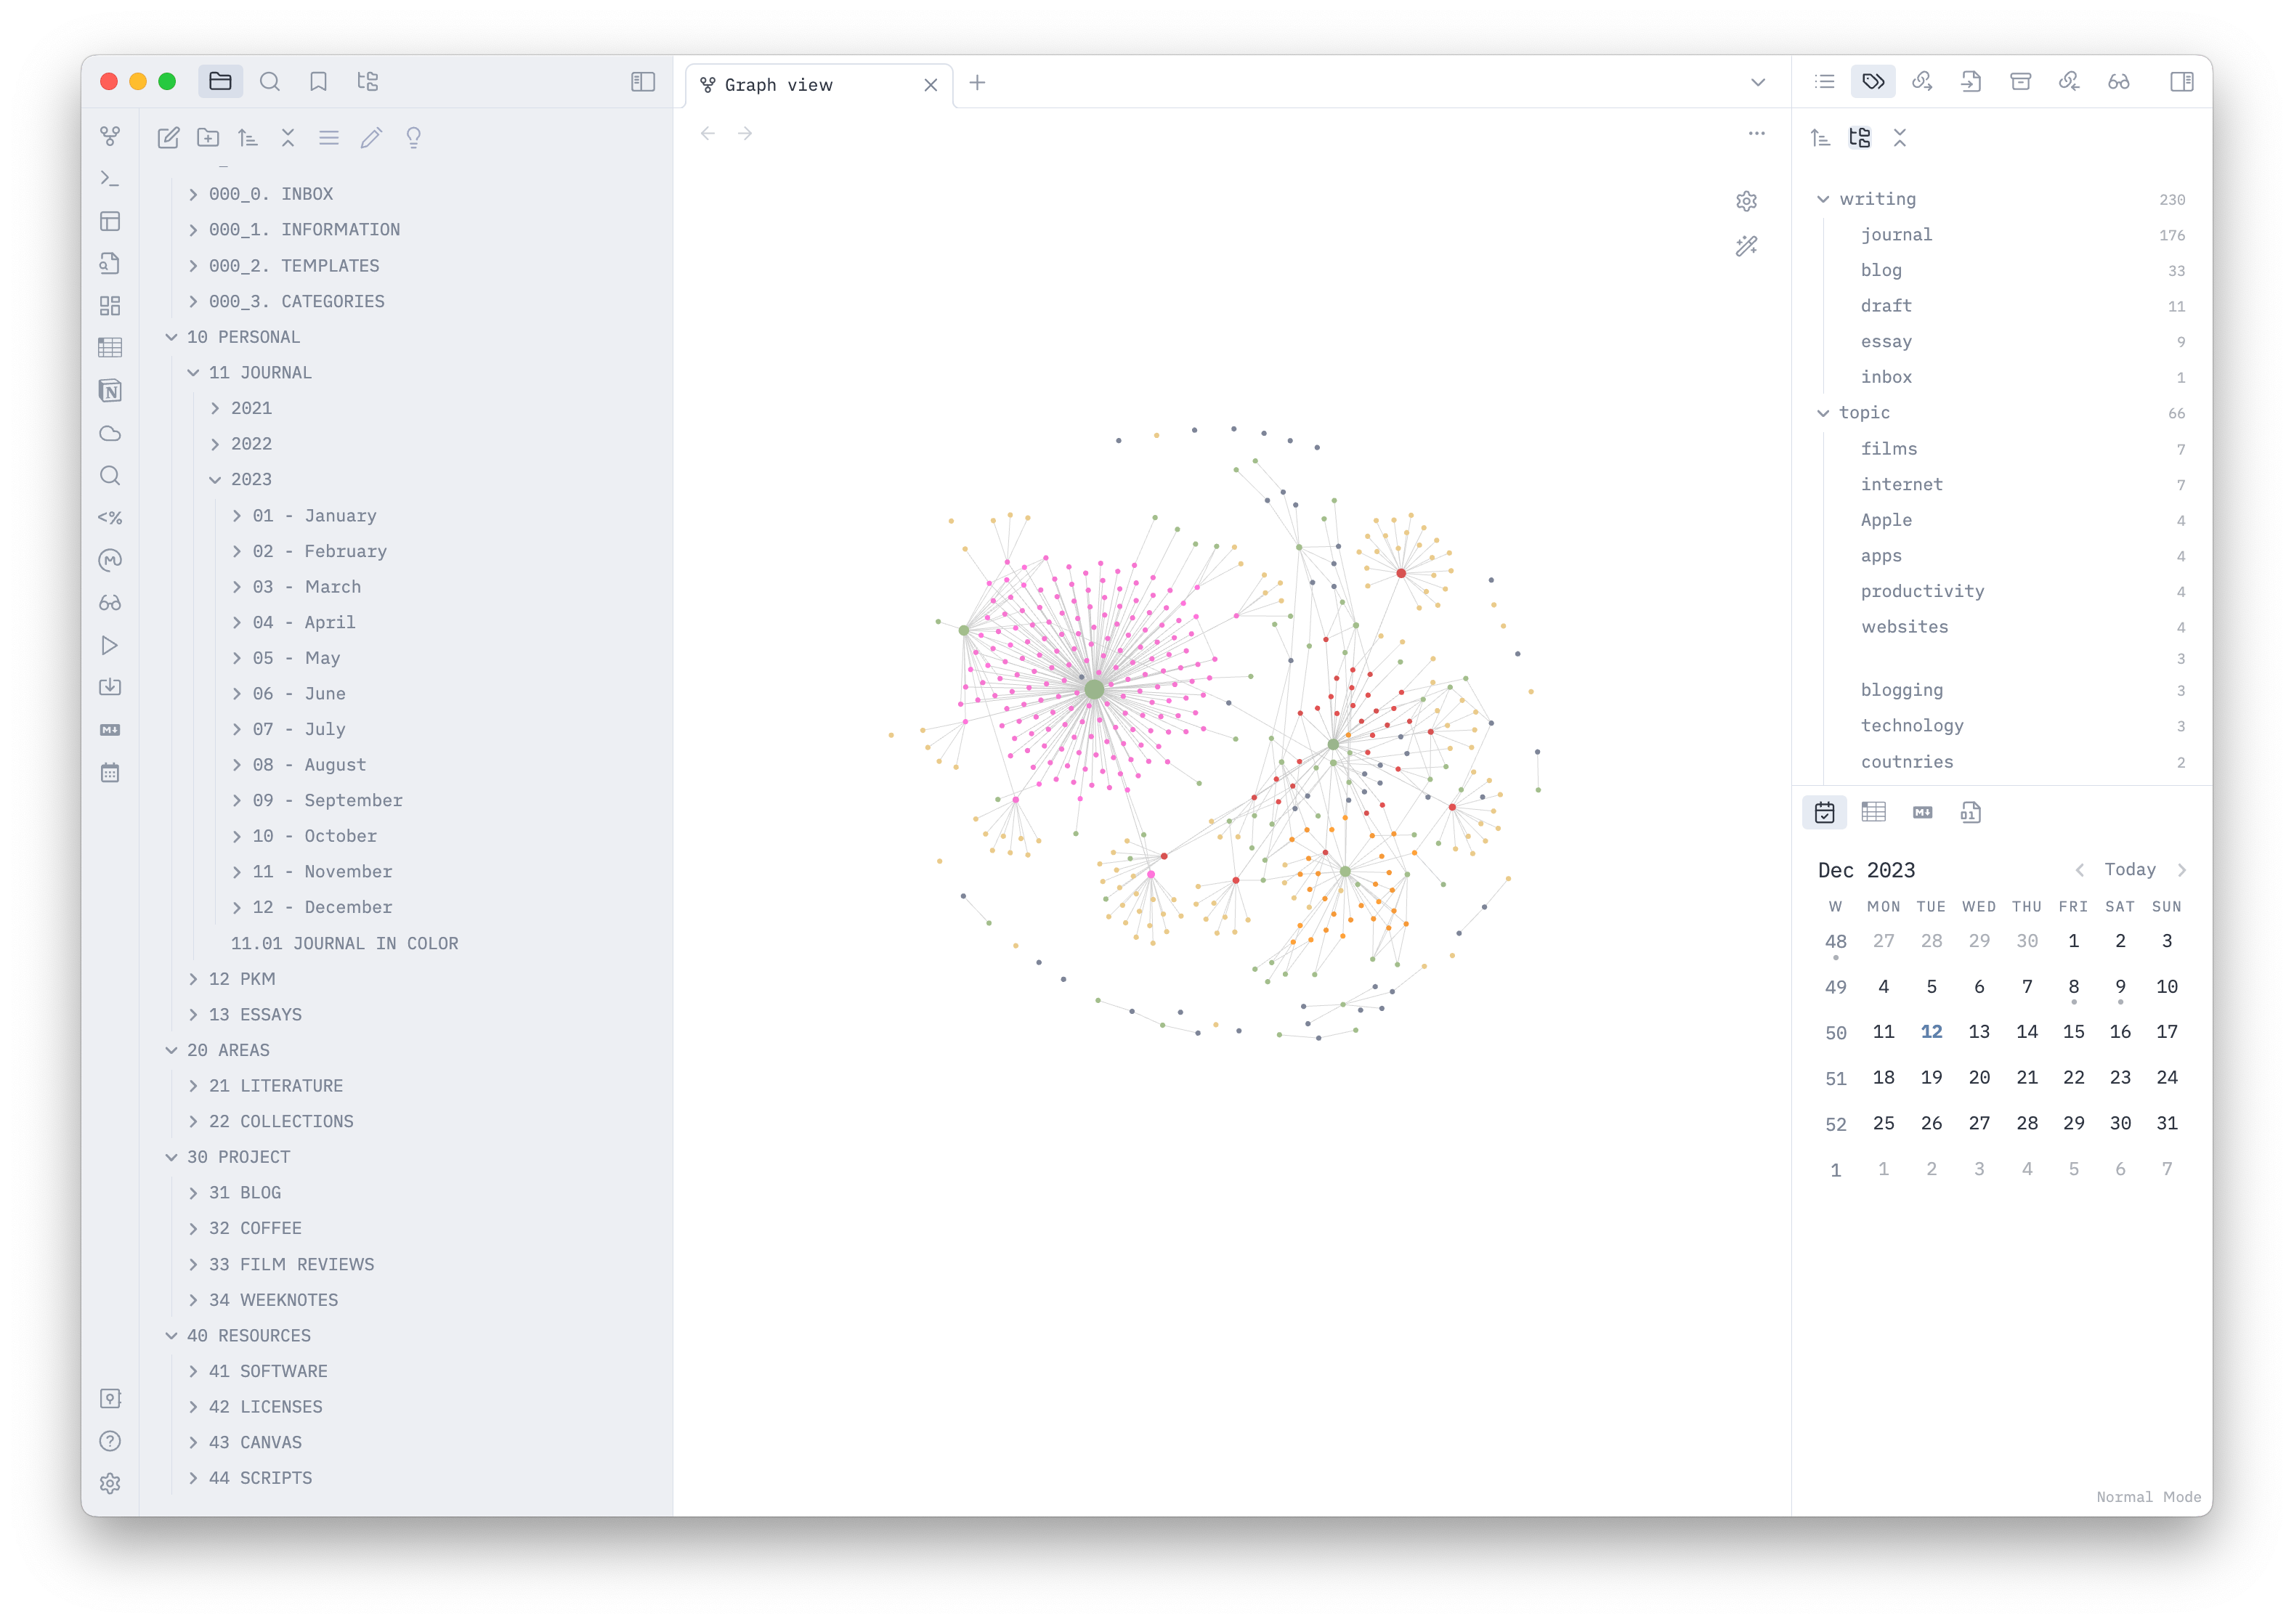 Graph view
000_0. INBOX
000_1. INFORMATION
000_2. TEMPLATES
000_3. CATEGORIES
10 PERSONAL
11 JOURNAL
2021
2022
2023
01 - January
02 - February
03 - March
04 - April
05 - May
06 - June
07 - July
08 - August
09 - September
10 - October
11 - November
12 - December
11.01 JOURNAL IN COLOR
12 PKM
13 ESSAYS
20 AREAS
21 LITERATURE
22 COLLECTIONS
30 PROJECT
31 BLOG
32 COFFEE
33 FILM REVIEWS
34 WEEKNOTES
40 RESOURCES
41 SOFTWARE
42 LICENSES
43 CANVAS
44 SCRIPTS
writing 230
journal 176
blog 33
draft 11
essay 9
inbox 1
topic 66
films 7
internet 7
Apple 4
apps 4
productivity 4
websites 4
3
blogging 3
technology 3
coutnries 2
Dec 2023 Today
W MON TUE WED THU FRI SAT SUN
48 27 28 29 30 1 2 3
49 4 5 6 7 8 9 10
50 11 12 13 14 15 16 17
51 18 19 20 21 22 23 24
52 25 26 27 28 29 30 31
1 1 2 3 4 5 6 7
Normal Mode